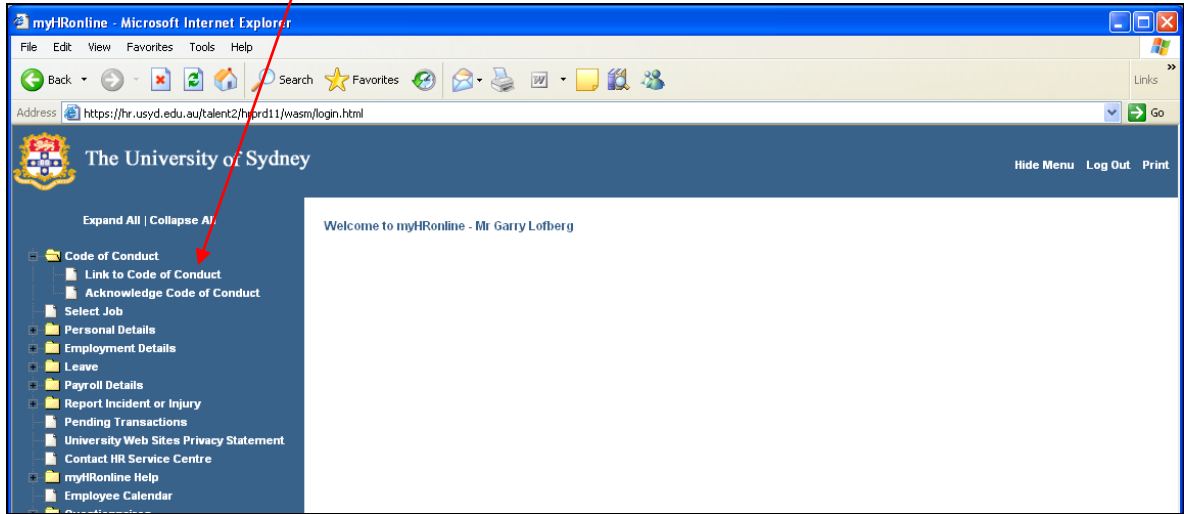 myHRonline - Microsoft Internet Explorer
File Edit View Favorites Tools Help
Back Search Favorites Links
Address https://hr.usyd.edu.au/talent2/hrprd11/wasm/login.html Go
The University of Sydney
Hide Menu Log Out Print
Expand All | Collapse All
Welcome to myHRonline - Mr Garry Lofberg
Code of Conduct
Link to Code of Conduct
Acknowledge Code of Conduct
Select Job
Personal Details
Employment Details
Leave
Payroll Details
Report Incident or Injury
Pending Transactions
University Web Sites Privacy Statement
Contact HR Service Centre
myHRonline Help
Employee Calendar